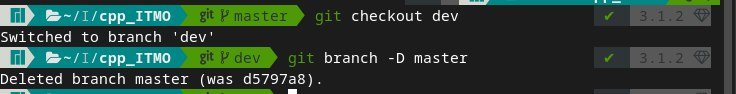 ~/I/cpp_ITMO git master git checkout dev ✔ 3.1.2
Switched to branch 'dev'
~/I/cpp_ITMO git dev git branch -D master ✔ 3.1.2
Deleted branch master (was d5797a8).